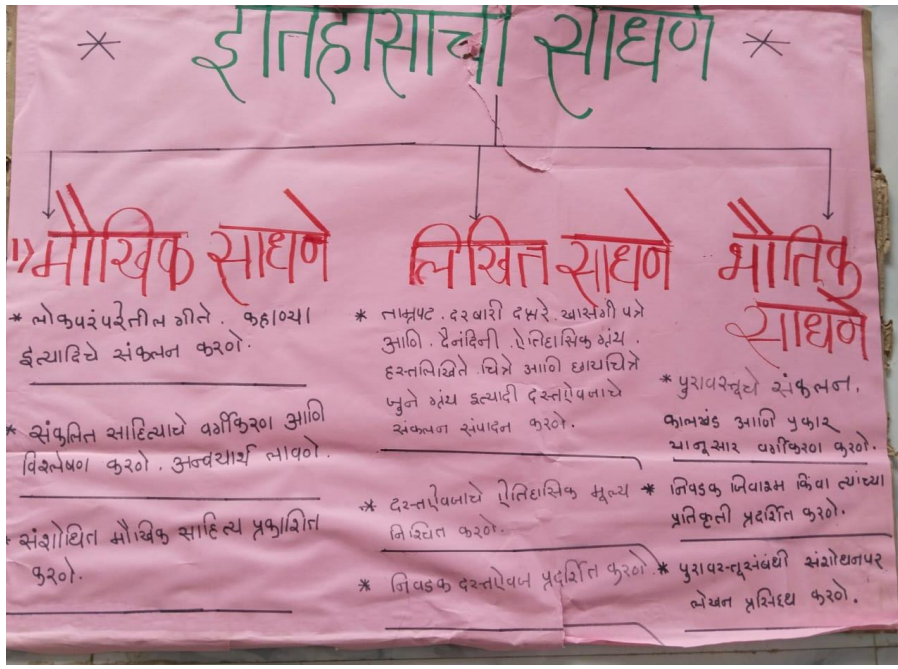 * इतिहासाची साधने *
1) मौखिक साधने
* लोकपरंपरेतील गीते. कहाण्या
इत्यादिचे संकलन करणे.
* संकलित साहित्याचे वर्गीकरण आणि
विश्लेषण करणे. अन्वयार्थ लावणे.
* संशोधित मौखिक साहित्य प्रकाशित
करणे.
लिखित साधने
* ताम्रपट. दरबारी दप्तरे. खासगी पत्रे
आणि. दैनंदिनी. ऐतिहासिक ग्रंथ.
हस्तलिखिते. चित्रे आणि छायचित्रे
जुने ग्रंथ इत्यादी दस्तऐवजाचे
संकलन संपादन करणे.
* दस्तऐवजाचे ऐतिहासिक मूल्य
निश्चित करणे.
* निवडक दस्तऐवज प्रदर्शित करणे.
भौतिक
साधने
* पुरावस्तूचे संकलन.
कालखंड आणि प्रकार
यानूसार वर्गीकरण करणे.
* निवडक जिवाश्म किंवा त्यांच्या
प्रतिकृती प्रदर्शित करणे.
* पुरावस्तूसंबंधी संशोधनपर
लेखन प्रसिध्द करणे.